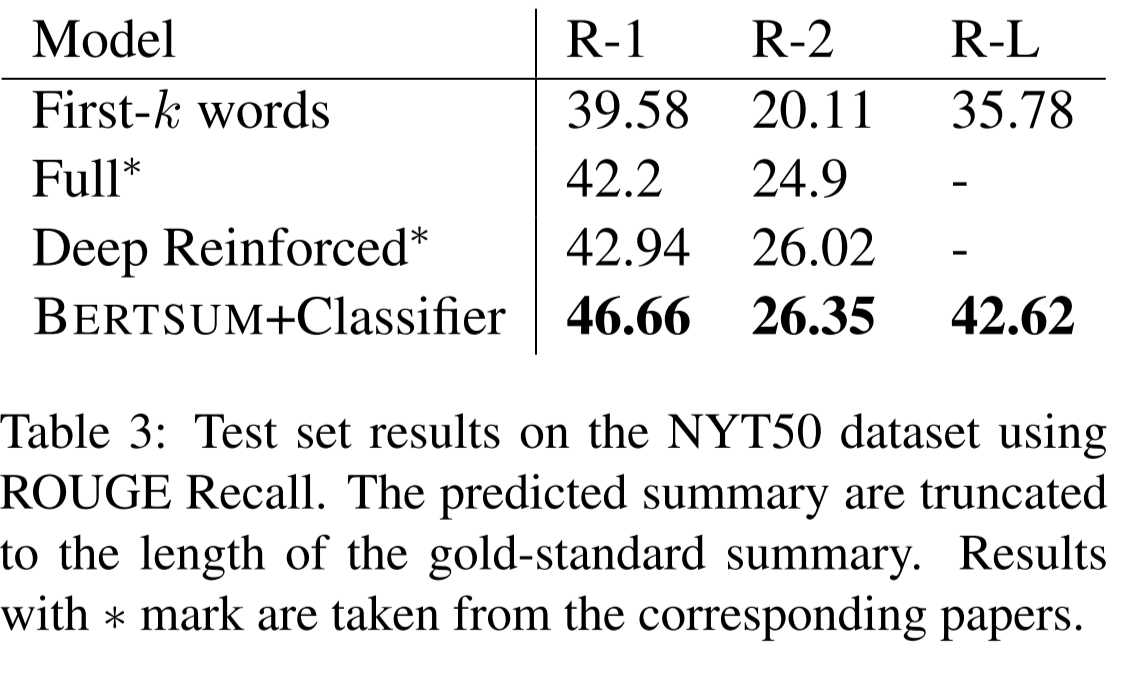 Model R-1 R-2 R-L
First-k words 39.58 20.11 35.78
Full* 42.2 24.9 -
Deep Reinforced* 42.94 26.02 -
BERTSUM+Classifier 46.66 26.35 42.62
Table 3: Test set results on the NYT50 dataset using
ROUGE Recall. The predicted summary are truncated
to the length of the gold-standard summary. Results
with ∗ mark are taken from the corresponding papers.